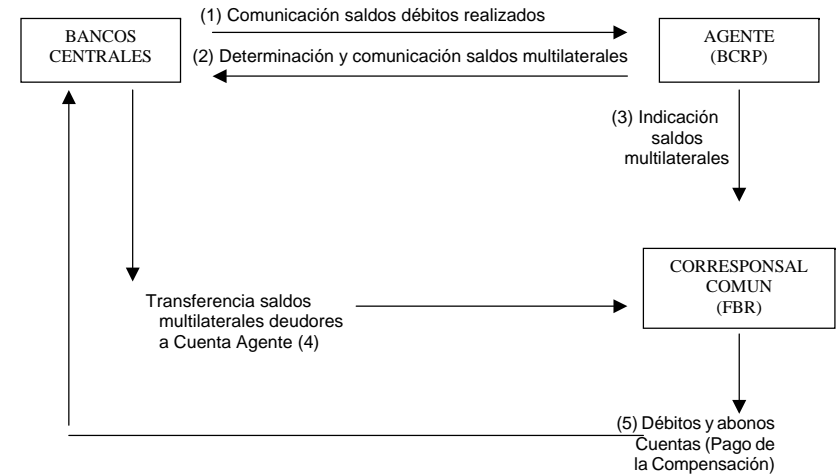 (1) Comunicación saldos débitos realizados
BANCOS
CENTRALES
(2) Determinación y comunicación saldos multilaterales
AGENTE
(BCRP)
(3) Indicación
saldos
multilaterales
CORRESPONSAL
COMUN
(FBR)
Transferencia saldos
multilaterales deudores
a Cuenta Agente (4)
(5) Débitos y abonos
Cuentas (Pago de
la Compensación)